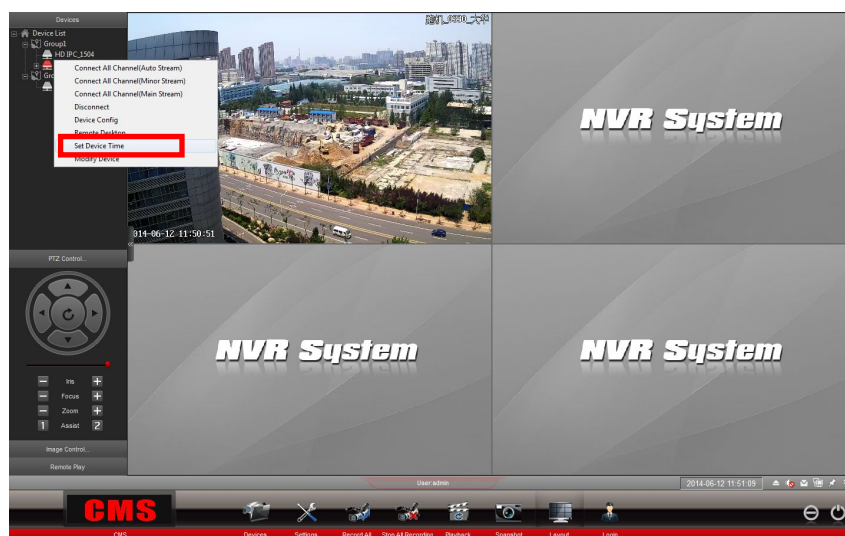 Devices
Device List
Group1
HD IPC_1504
Connect All Channel(Auto Stream)
Connect All Channel(Minor Stream)
Connect All Channel(Main Stream)
Disconnect
Device Config
Remote Desktop
Set Device Time
Modify Device
014-06-12 11:50:51
NVR System
NVR System
NVR System
PTZ Control...
Iris
Focus
Zoom
1 Assist 2
Image Control...
Remote Play
User:admin
2014-06-12 11:51:09
CMS
CMS
Devices
Settings
Record All
Stop All Recording
Playback
Snapshot
Layout
Login